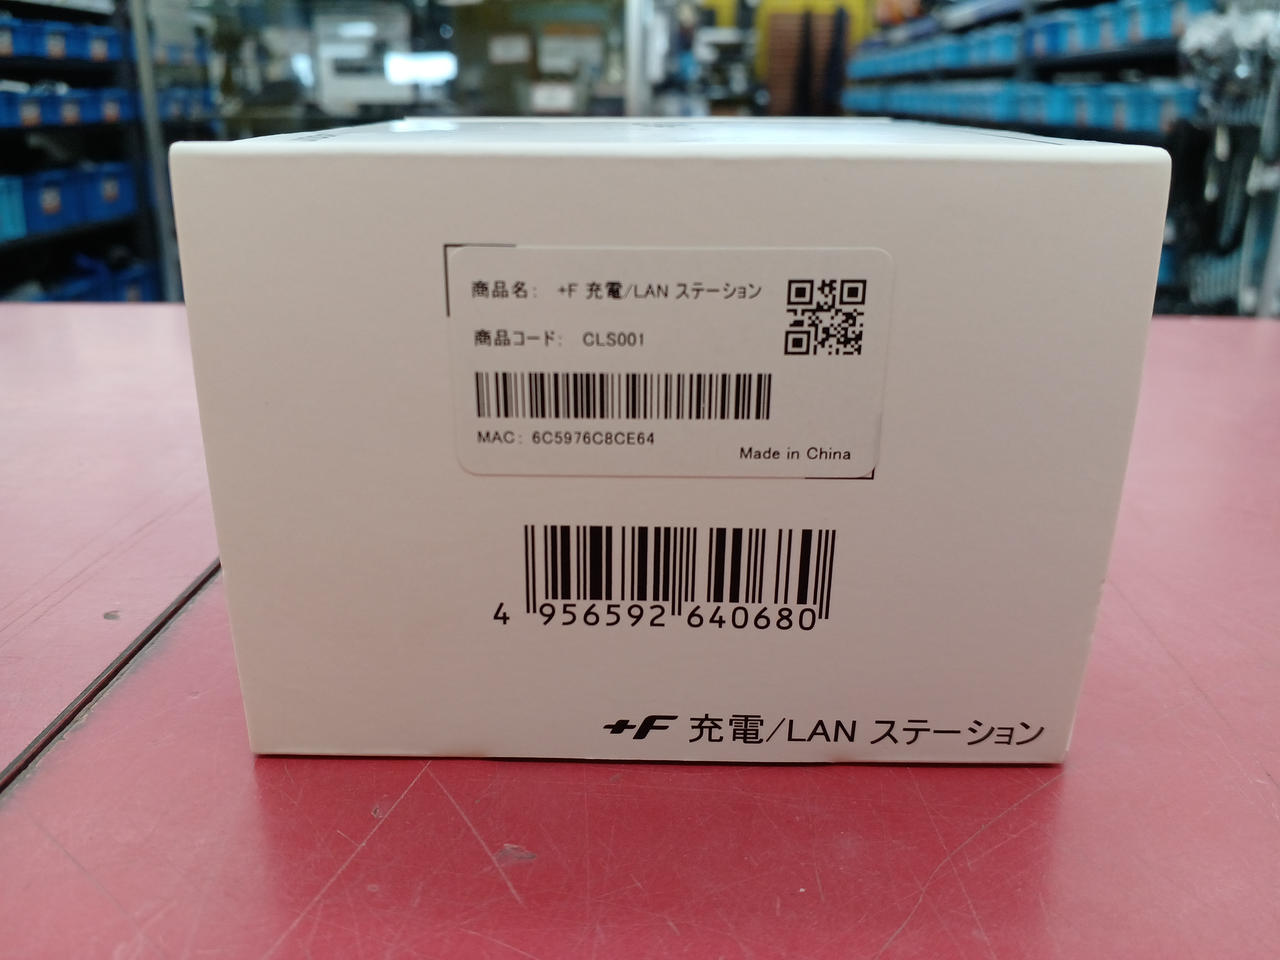 商品名: +F 充電/LAN ステーション
商品コード: CLS001
MAC: 6C5976C8CE64
Made in China
4 956592 640680
+F 充電/LAN ステーション